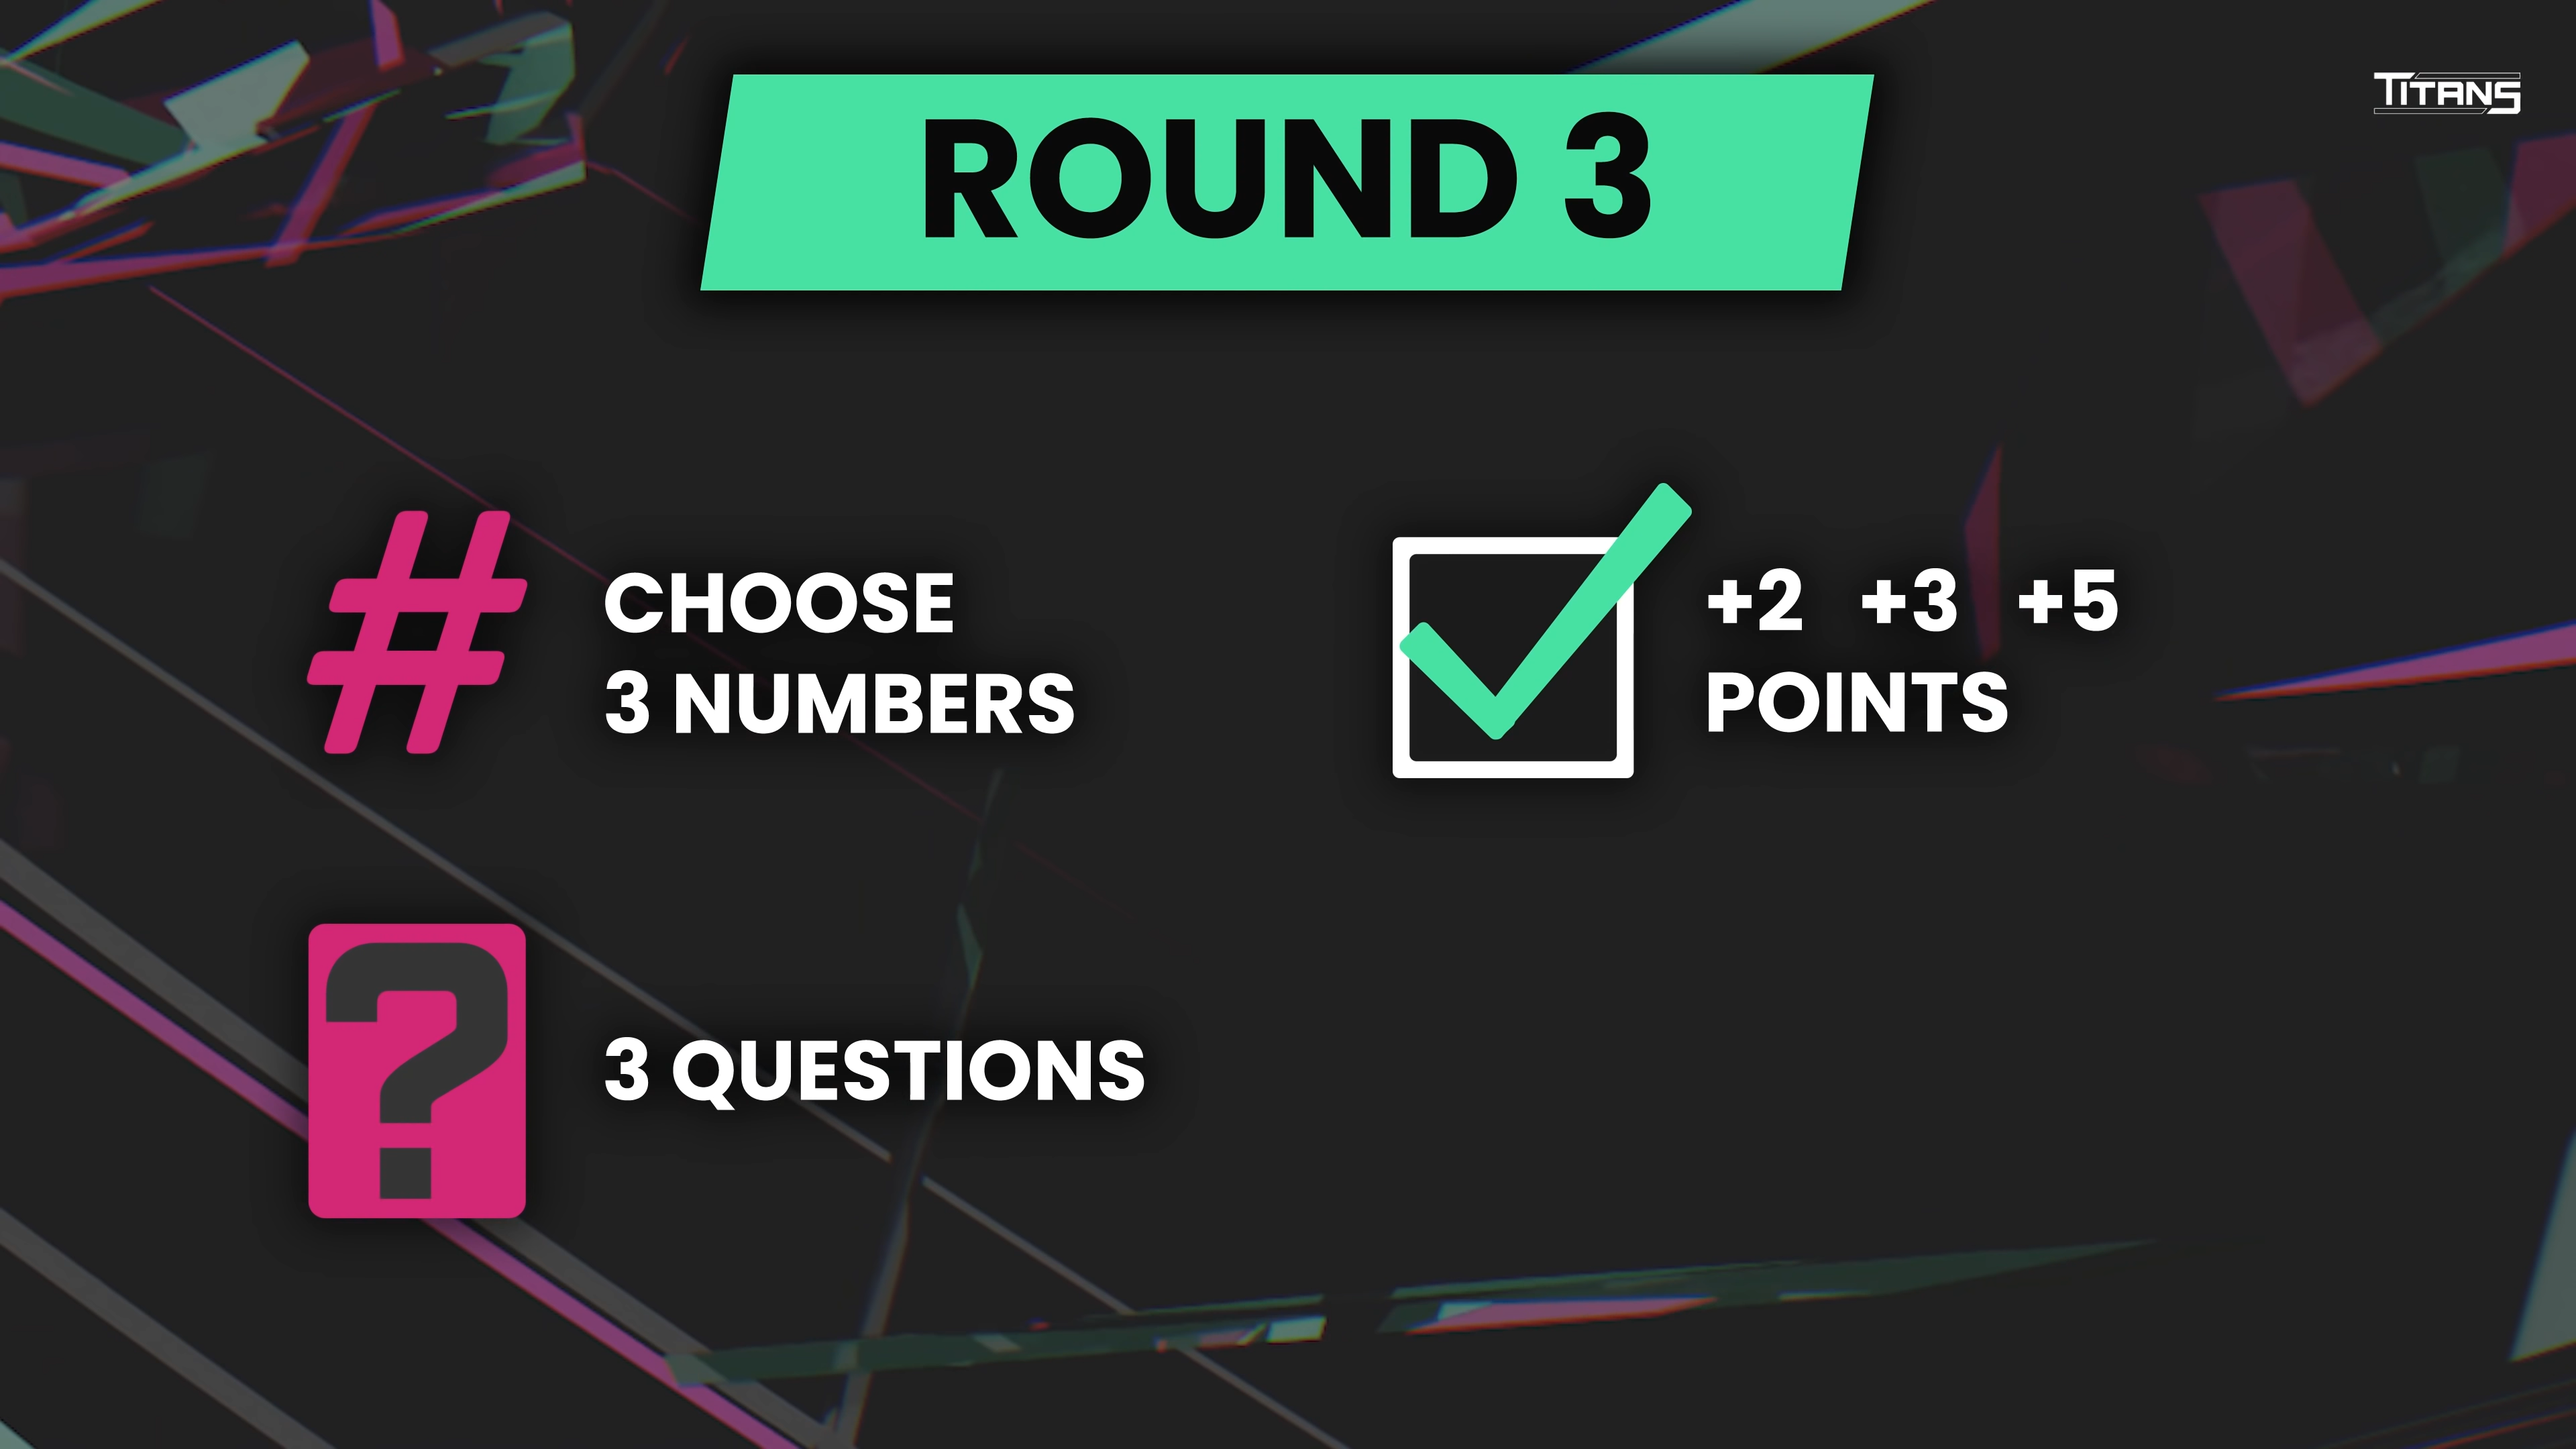 ROUND 3
TITANS
#
CHOOSE
3 NUMBERS
+2 +3 +5
POINTS
?
3 QUESTIONS